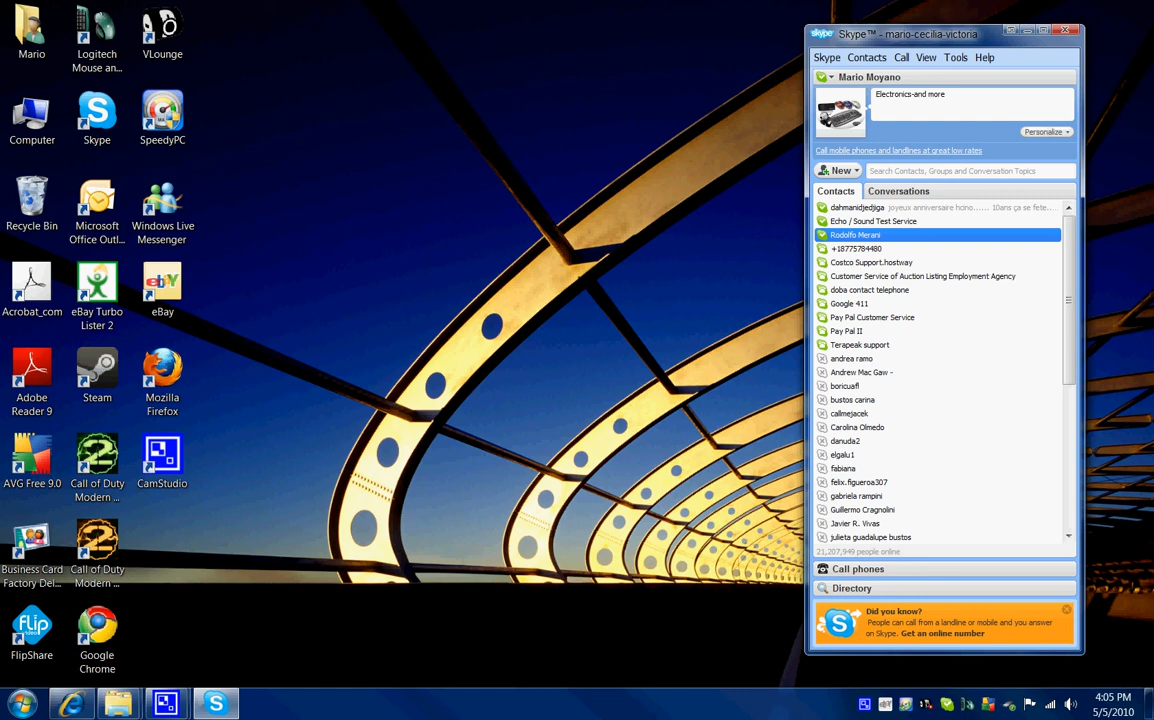 Mario
Logitech
Mouse an...
VLounge
Computer
Skype
SpeedyPC
Recycle Bin
Microsoft
Office Outl...
Windows Live
Messenger
Acrobat_com
eBay Turbo
Lister 2
eBay
Adobe
Reader 9
Steam
Mozilla
Firefox
AVG Free 9.0
Call of Duty
Modern ...
CamStudio
Business Card
Factory Del...
Call of Duty
Modern ...
FlipShare
Google
Chrome
Skype™ - mario-cecilia-victoria
Skype Contacts Call View Tools Help
Mario Moyano
Electronics-and more
Personalize
Call mobile phones and landlines at great low rates
New
Search Contacts, Groups and Conversation Topics
Contacts Conversations
dahmanidjedjiga joyeux anniversaire hcino...... 10ans ça se fete....
Echo / Sound Test Service
Rodolfo Merani
+18775784480
Costco Support.hostway
Customer Service of Auction Listing Employment Agency
doba contact telephone
Google 411
Pay Pal Customer Service
Pay Pal II
Terapeak support
andrea ramo
Andrew Mac Gaw -
boricuafl
bustos carina
callmejacek
Carolina Olmedo
danuda2
elgalu1
fabiana
felix.figueroa307
gabriela rampini
Guillermo Cragnolini
Javier R. Vivas
julieta guadalupe bustos
21,207,949 people online
Call phones
Directory
Did you know?
People can call from a landline or mobile and you answer
on Skype. Get an online number
4:05 PM
5/5/2010